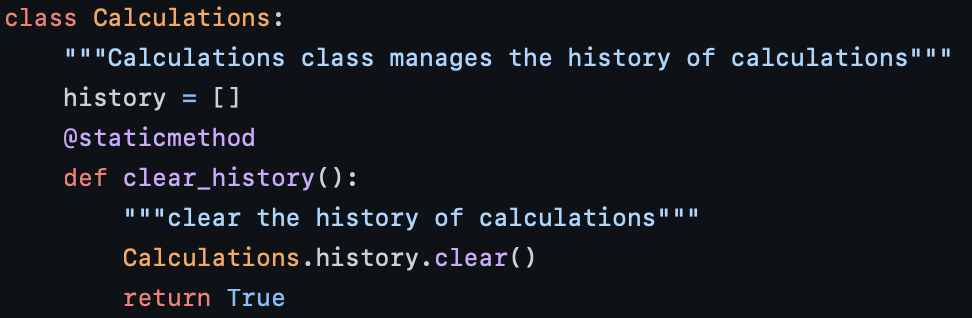 class Calculations:
    """Calculations class manages the history of calculations"""
    history = []
    @staticmethod
    def clear_history():
        """clear the history of calculations"""
        Calculations.history.clear()
        return True